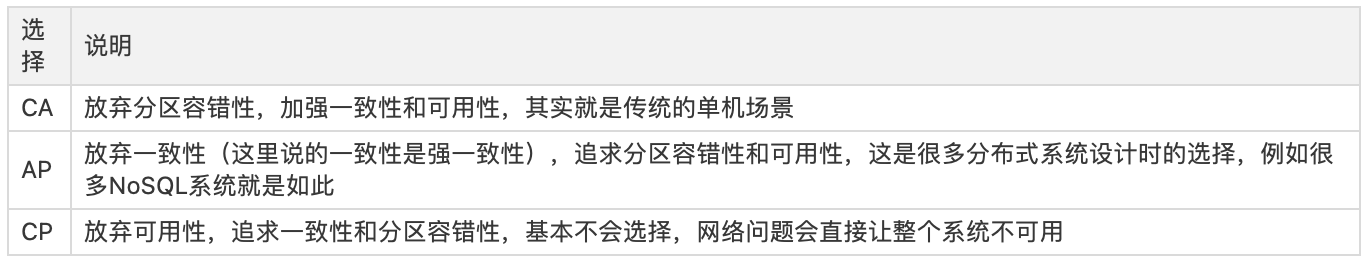 选
择
说明
CA
放弃分区容错性，加强一致性和可用性，其实就是传统的单机场景
AP
放弃一致性（这里说的一致性是强一致性），追求分区容错性和可用性，这是很多分布式系统设计时的选择，例如很
多NoSQL系统就是如此
CP
放弃可用性，追求一致性和分区容错性，基本不会选择，网络问题会直接让整个系统不可用